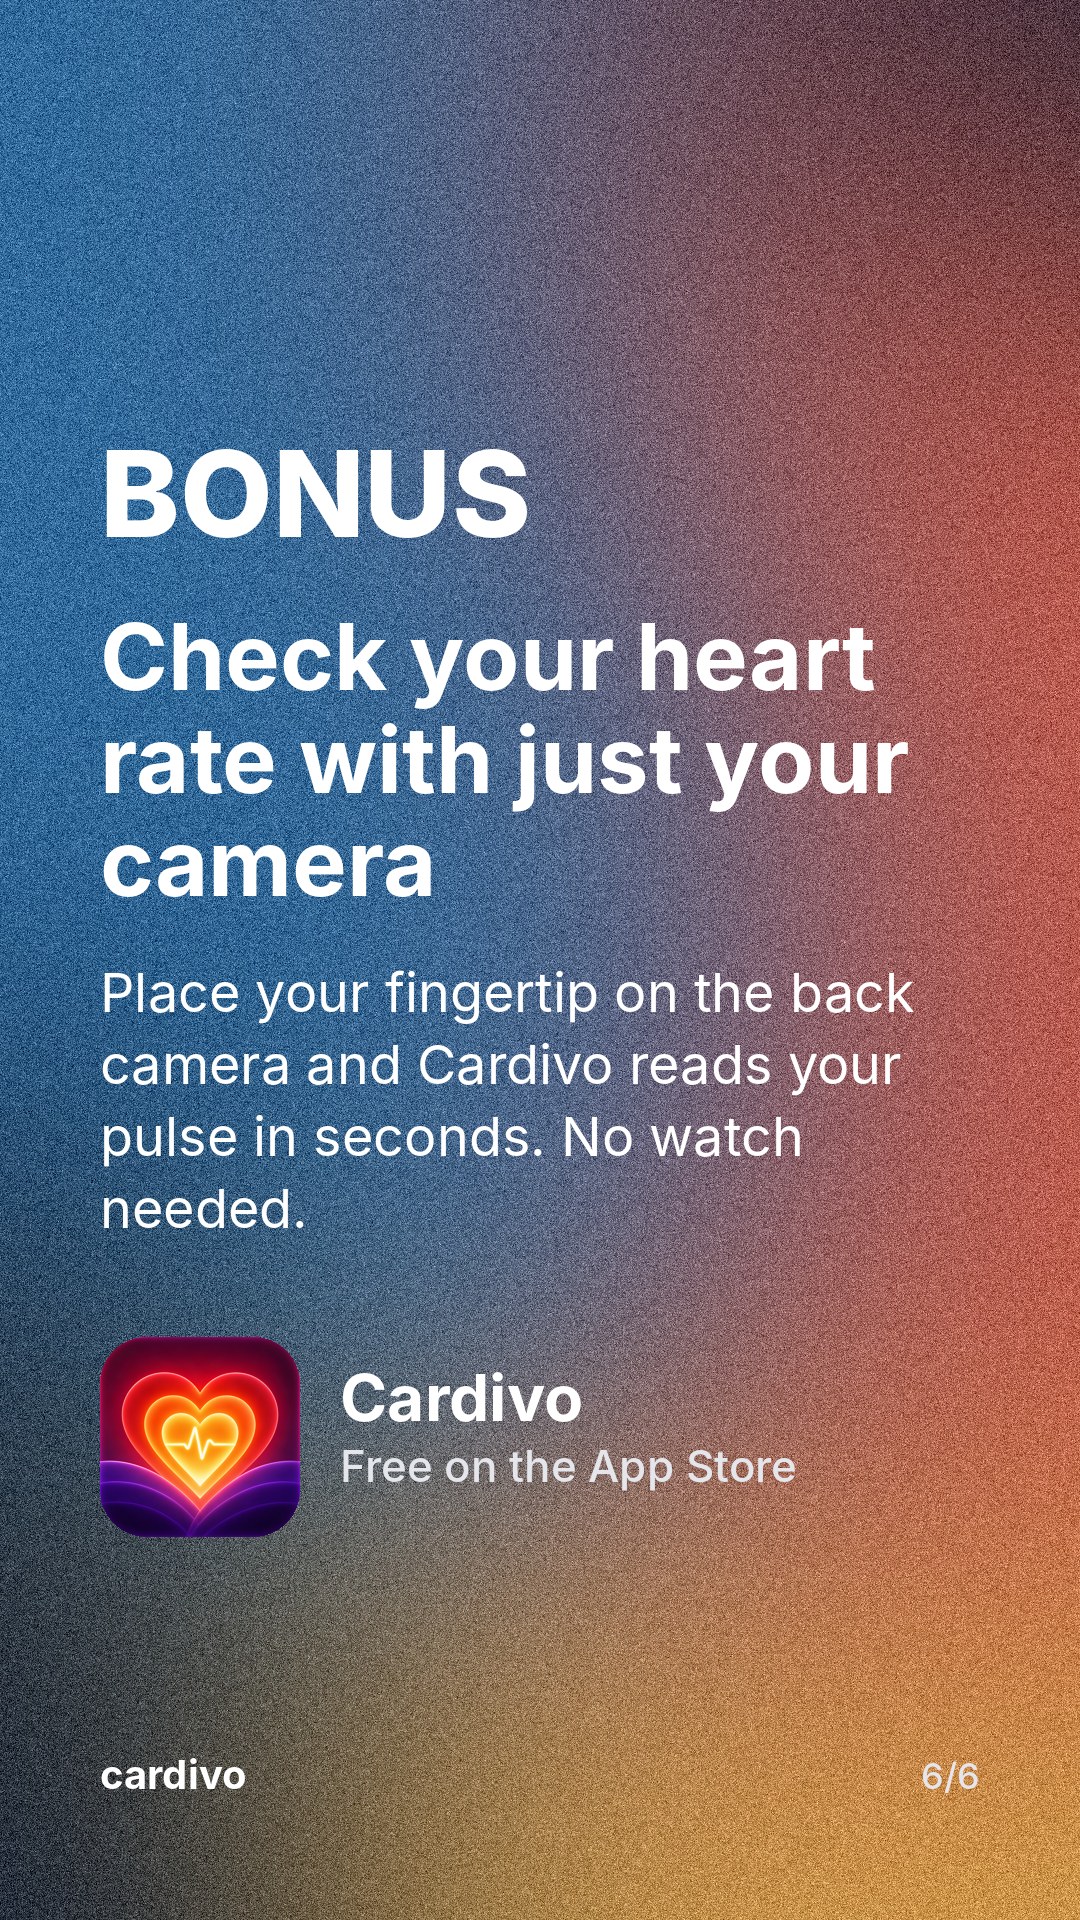 BONUS
Check your heart
rate with just your
camera
Place your fingertip on the back
camera and Cardivo reads your
pulse in seconds. No watch
needed.
Cardivo
Free on the App Store
cardivo
6/6